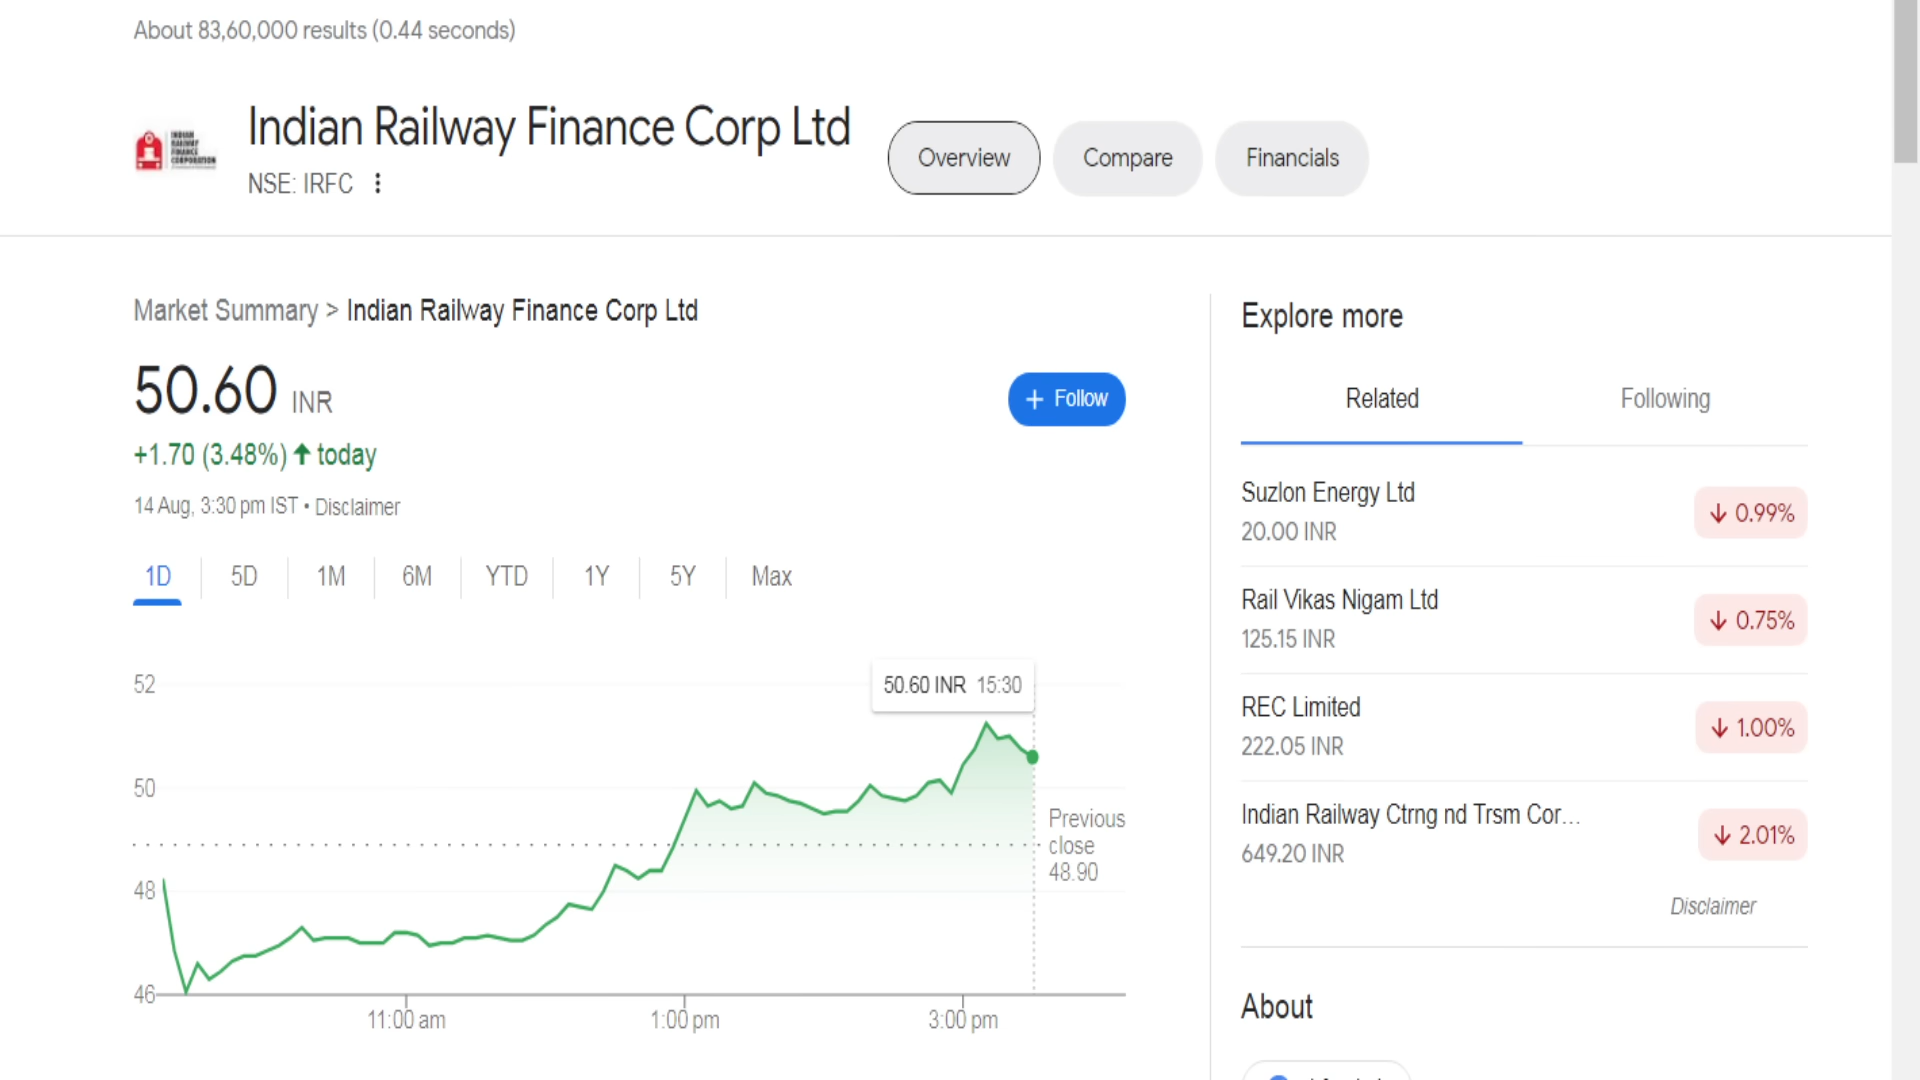 About 83,60,000 results (0.44 seconds)
INDIAN
RAILWAY
FINANCE
CORPORATION
Indian Railway Finance Corp Ltd
NSE: IRFC
Overview
Compare
Financials
Market Summary > Indian Railway Finance Corp Ltd
50.60 INR
+ Follow
+1.70 (3.48%) today
14 Aug, 3:30 pm IST • Disclaimer
1D
5D
1M
6M
YTD
1Y
5Y
Max
52
50
48
46
50.60 INR 15:30
Previous
close
48.90
11:00 am
1:00 pm
3:00 pm
Explore more
Related
Following
Suzlon Energy Ltd
20.00 INR
0.99%
Rail Vikas Nigam Ltd
125.15 INR
0.75%
REC Limited
222.05 INR
1.00%
Indian Railway Ctrng nd Trsm Cor...
649.20 INR
2.01%
Disclaimer
About